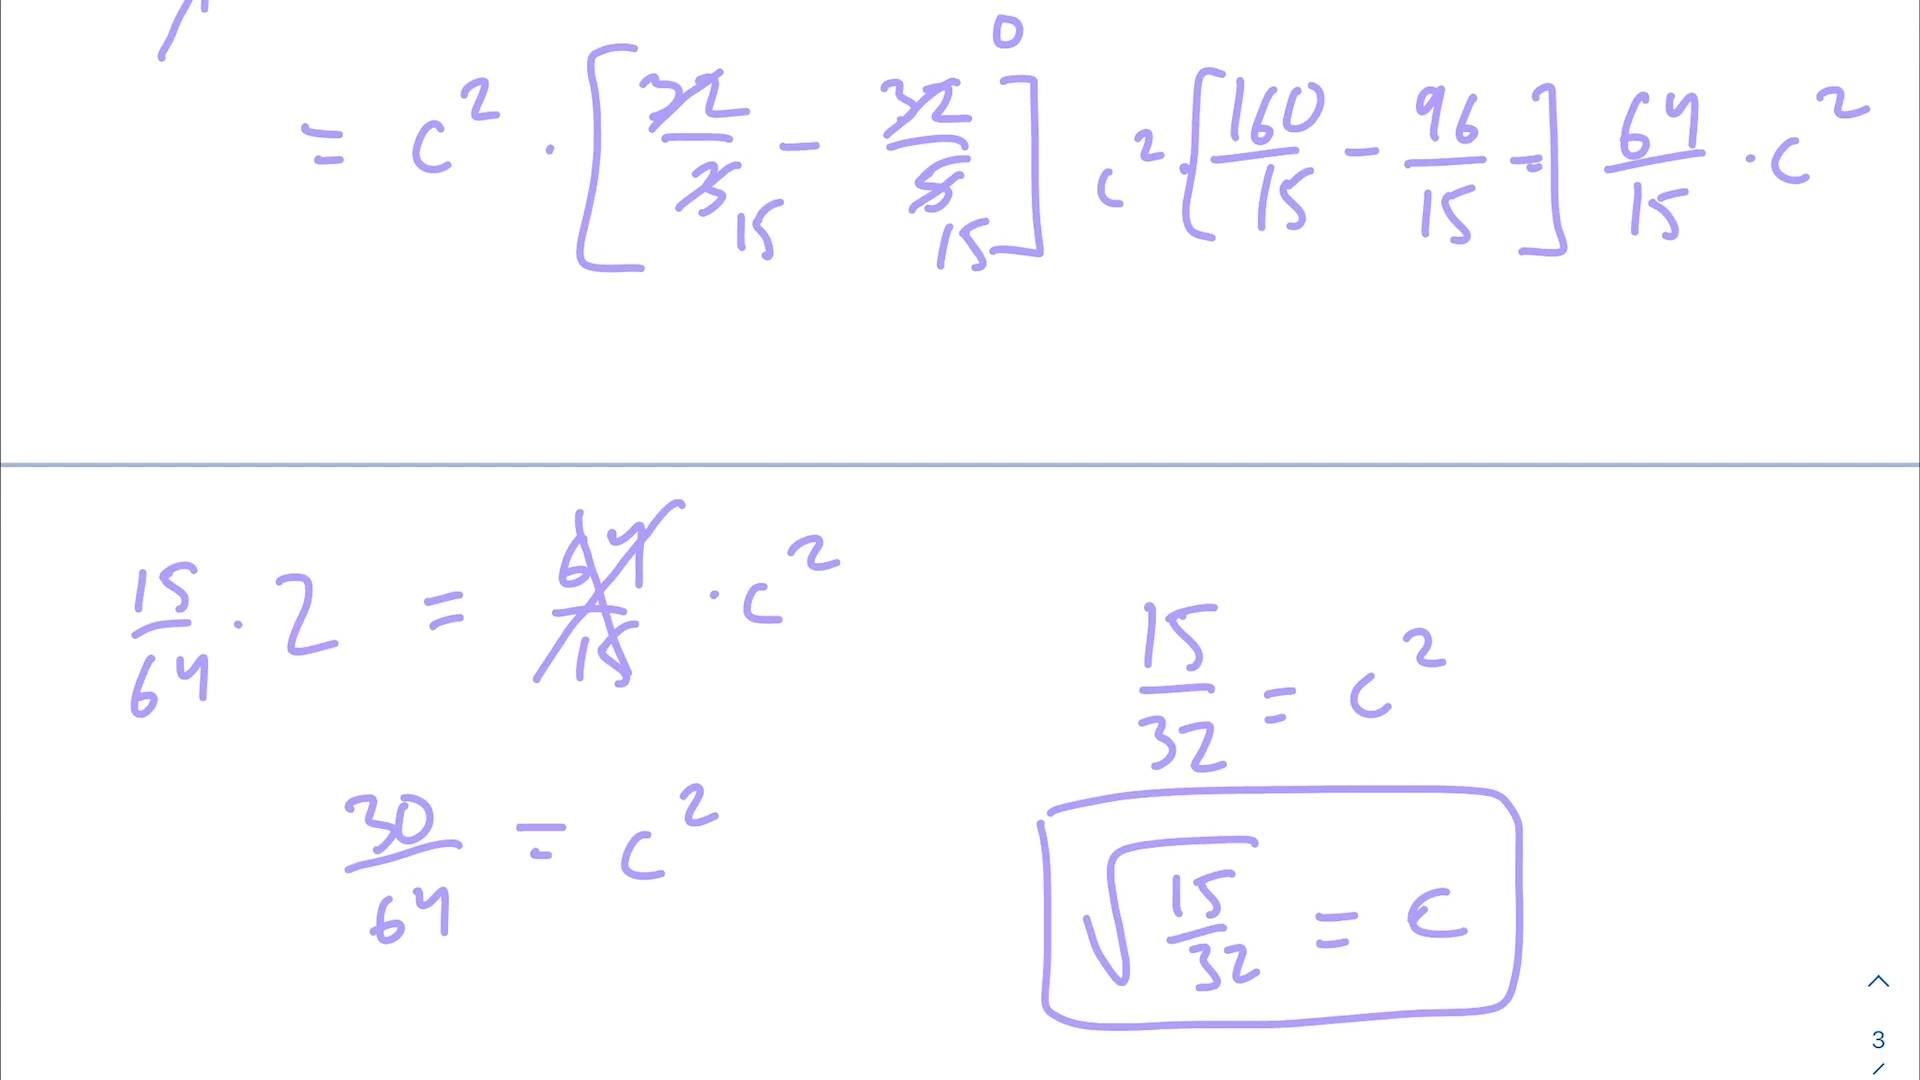 0
= c² · [32/3 15 − 32/5 15] c² · [160/15 − 96/15 =] 64/15 · c²
15/64 · 2 = 64/15 · c²
15/32 = c²
30/64 = c²
√15/32 = c
3
/